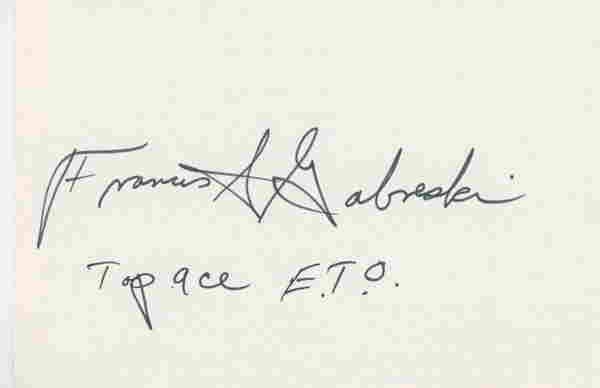 Francis S Gabreski
Top ace E.T.O.